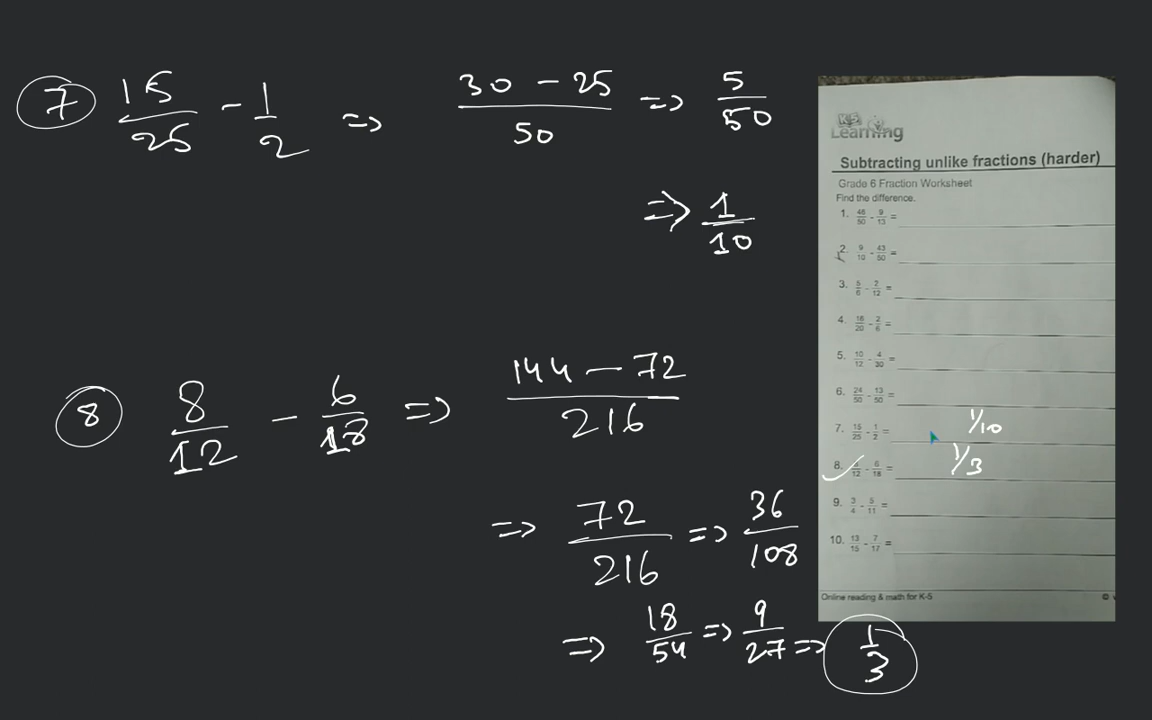 7 15/25 - 1/2 => 30 - 25/50 => 5/50
=> 1/10
8 8/12 - 6/18 => 144 - 72/216
=> 72/216 => 36/108
=> 18/54 => 9/27 => 1/3
K5 Learning
Subtracting unlike fractions (harder)
Grade 6 Fraction Worksheet
Find the difference.
1. 46/50 - 9/13 =
2. 9/10 - 43/50 =
3. 5/6 - 2/12 =
4. 18/20 - 2/6 =
5. 10/12 - 4/30 =
6. 24/50 - 13/50 =
7. 15/25 - 1/2 = 1/10
8. /12 - 6/18 = 1/3
9. 3/4 - 5/11 =
10. 13/15 - 7/17 =
Online reading & math for K-5 ©